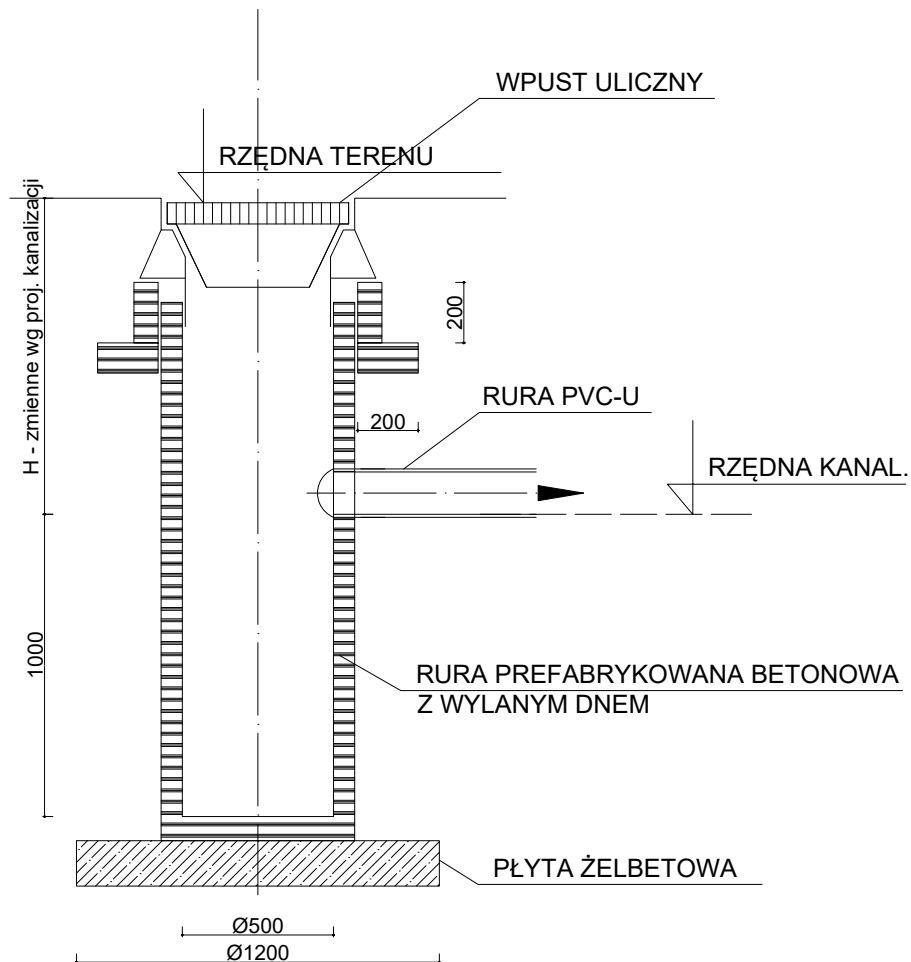 WPUST ULICZNY
RZĘDNA TERENU
H - zmienne wg proj. kanalizacji
200
RURA PVC-U
200
RZĘDNA KANAL.
1000
RURA PREFABRYKOWANA BETONOWA
Z WYLANYM DNEM
PŁYTA ŻELBETOWA
Ø500
Ø1200